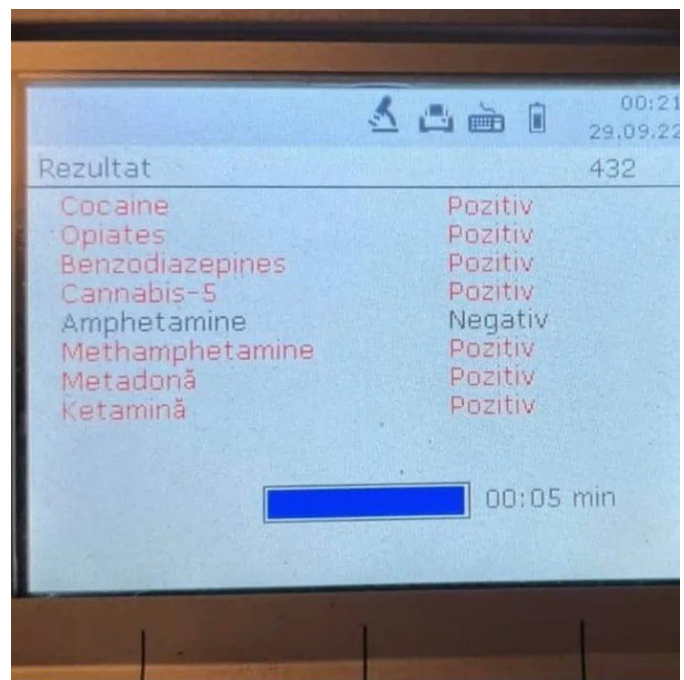 00:21
29.09.22
Rezultat 432
Cocaine Pozitiv
Opiates Pozitiv
Benzodiazepines Pozitiv
Cannabis-5 Pozitiv
Amphetamine Negativ
Methamphetamine Pozitiv
Metadonă Pozitiv
Ketamină Pozitiv
00:05 min